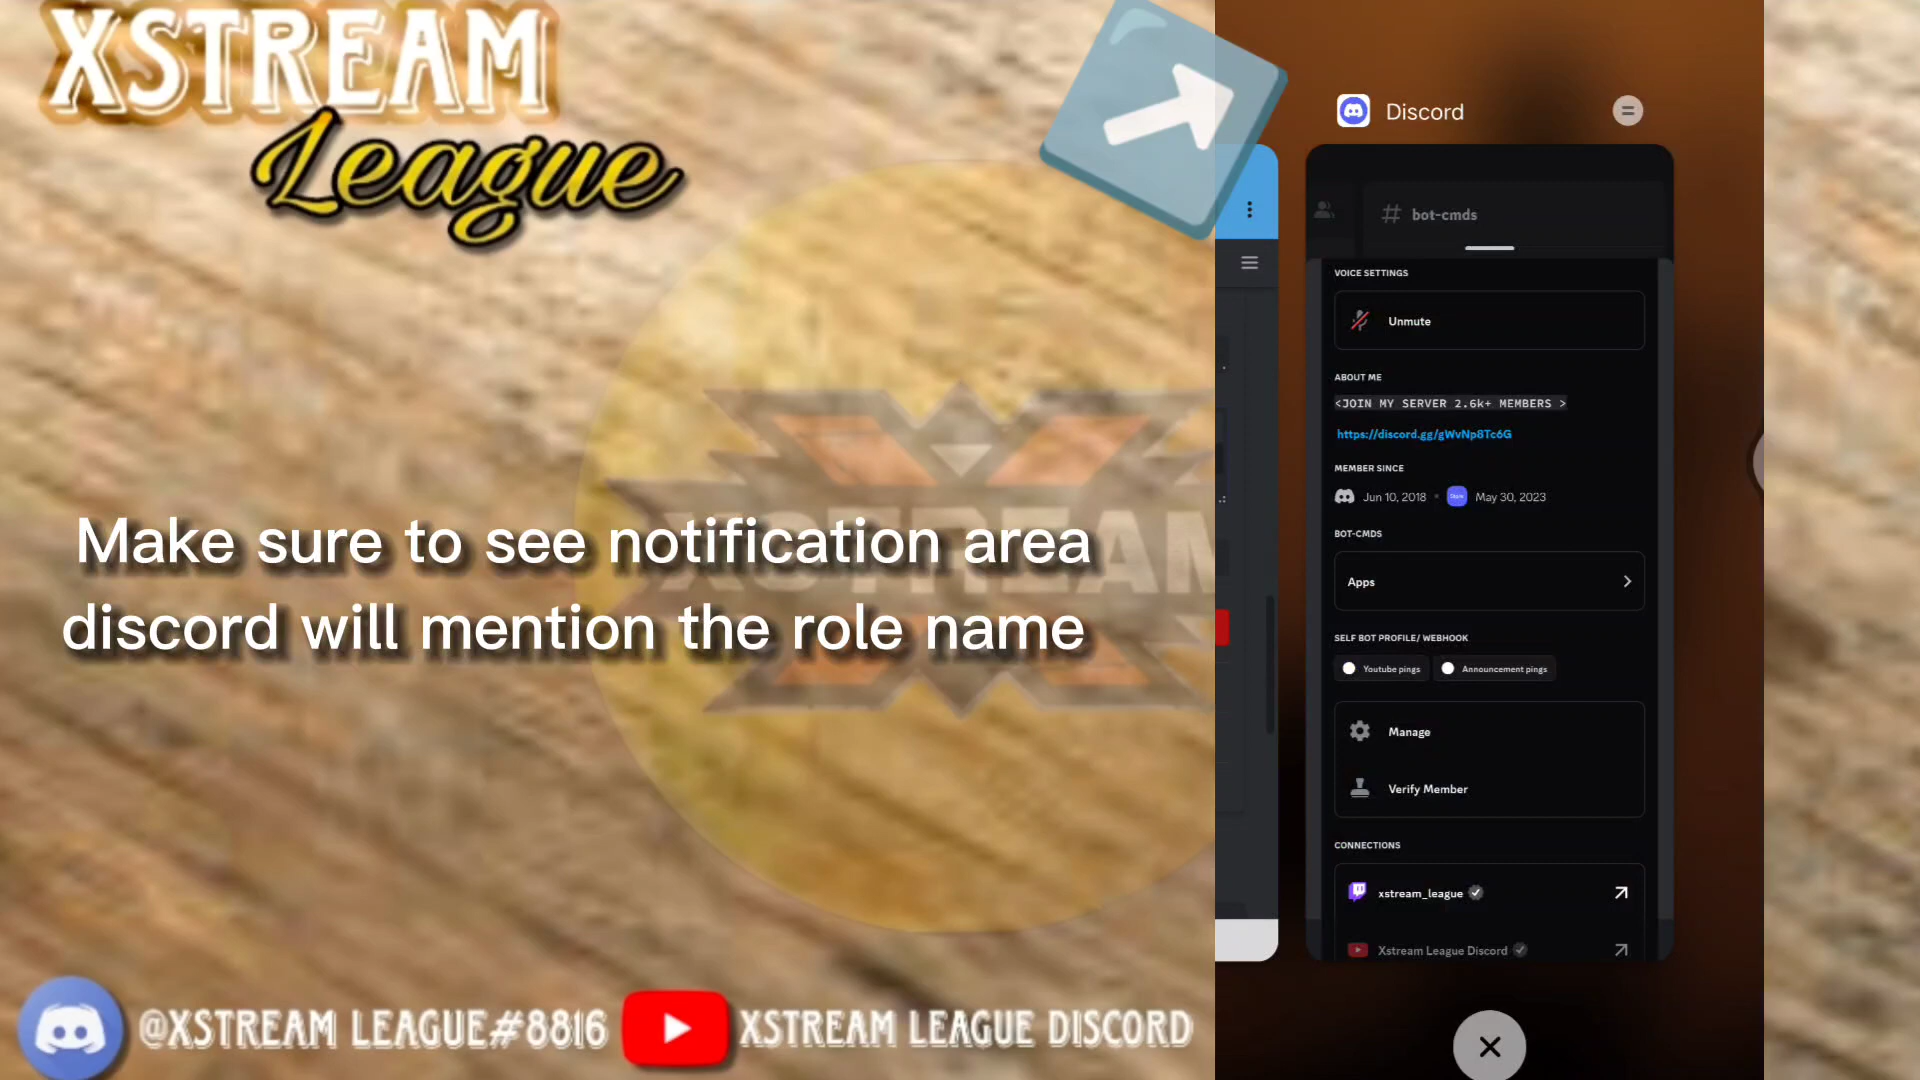 XSTREAM
League
Make sure to see notification area
discord will mention the role name
@XSTREAM LEAGUE#8816
XSTREAM LEAGUE DISCORD
XSTREAM
Discord
bot-cmds
VOICE SETTINGS
Unmute
ABOUT ME
<JOIN MY SERVER 2.6k+ MEMBERS >
https://discord.gg/gWvNp8Tc6G
MEMBER SINCE
Jun 10, 2018 • May 30, 2023
BOT-CMDS
Apps
SELF BOT PROFILE/ WEBHOOK
Youtube pings Announcement pings
Manage
Verify Member
CONNECTIONS
xstream_league
Xstream League Discord